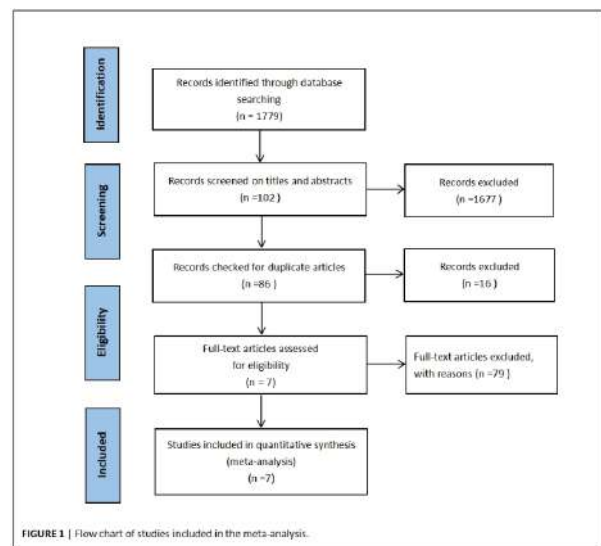 Identification
Records identified through database
searching
(n = 1779)
Screening
Records screened on titles and abstracts
(n =102 )
Records excluded
(n =1677)
Records checked for duplicate articles
(n =86 )
Records excluded
(n =16 )
Eligibility
Full-text articles assessed
for eligibility
(n = 7)
Full-text articles excluded,
with reasons (n =79 )
Included
Studies included in quantitative synthesis
(meta-analysis)
(n =7)
FIGURE 1 | Flow chart of studies included in the meta-analysis.